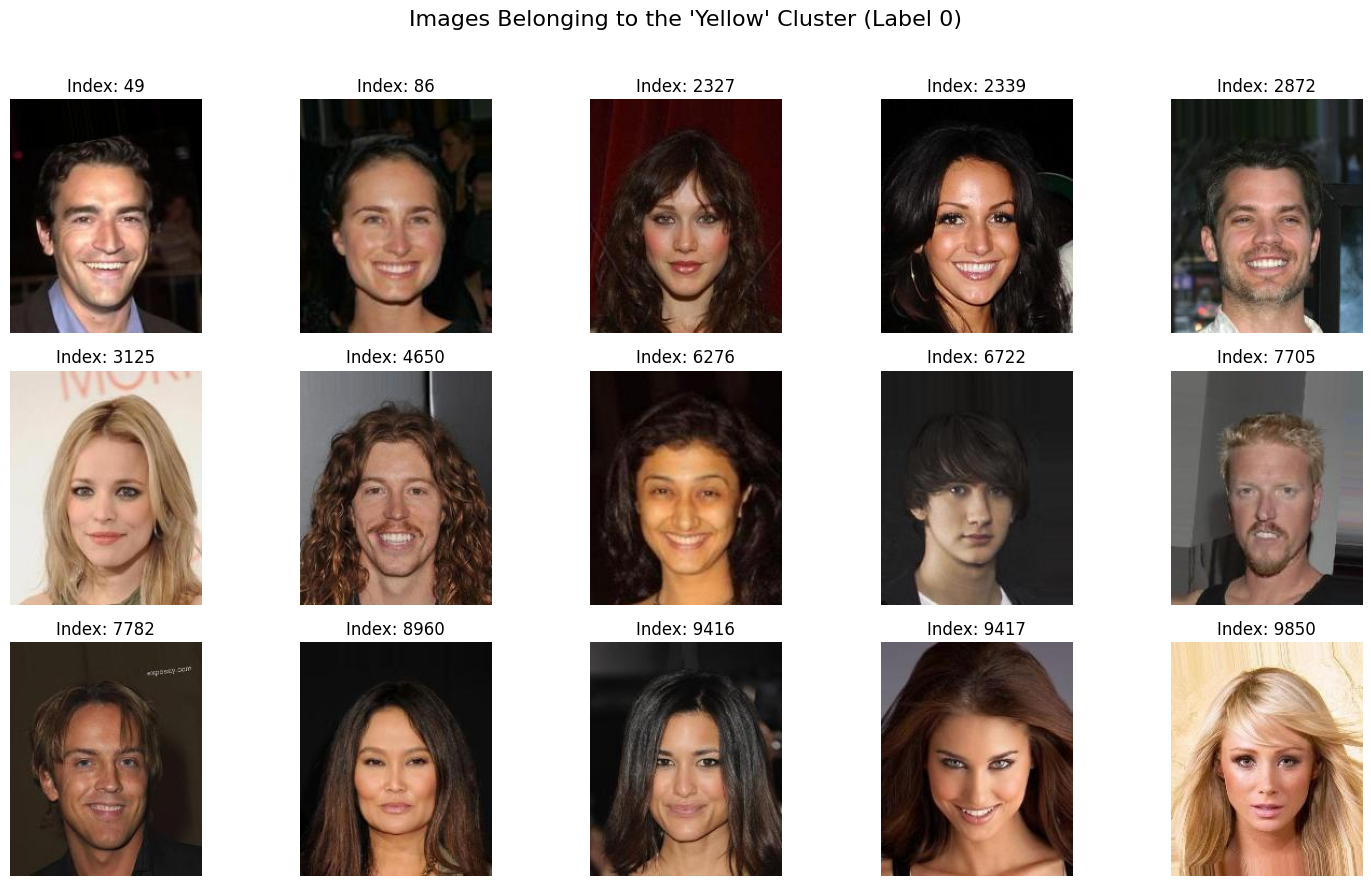 Images Belonging to the 'Yellow' Cluster (Label 0)
Index: 49
Index: 86
Index: 2327
Index: 2339
Index: 2872
Index: 3125
Index: 4650
Index: 6276
Index: 6722
Index: 7705
Index: 7782
Index: 8960
Index: 9416
Index: 9417
Index: 9850